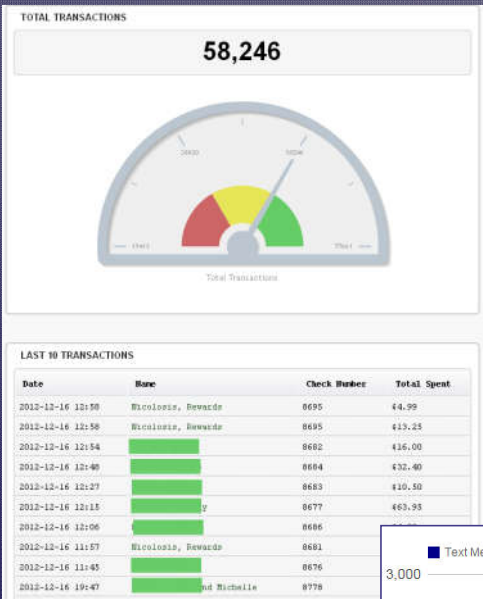 TOTAL TRANSACTIONS
58,246
Total Transactions
LAST 10 TRANSACTIONS
Date Name Check Number Total Spent
2012-12-16 12:58 Nicolosis, Rewards 8695 $4.99
2012-12-16 12:58 Nicolosis, Rewards 8695 $13.25
2012-12-16 12:54 8682 $16.00
2012-12-16 12:48 8684 $32.40
2012-12-16 12:27 8683 $10.50
2012-12-16 12:15 y 8677 $63.95
2012-12-16 12:06 8686
2012-12-16 11:57 Nicolosis, Rewards 8681
2012-12-16 11:45 8676
2012-12-16 19:47 nd Michelle 8778
Text Me
3,000